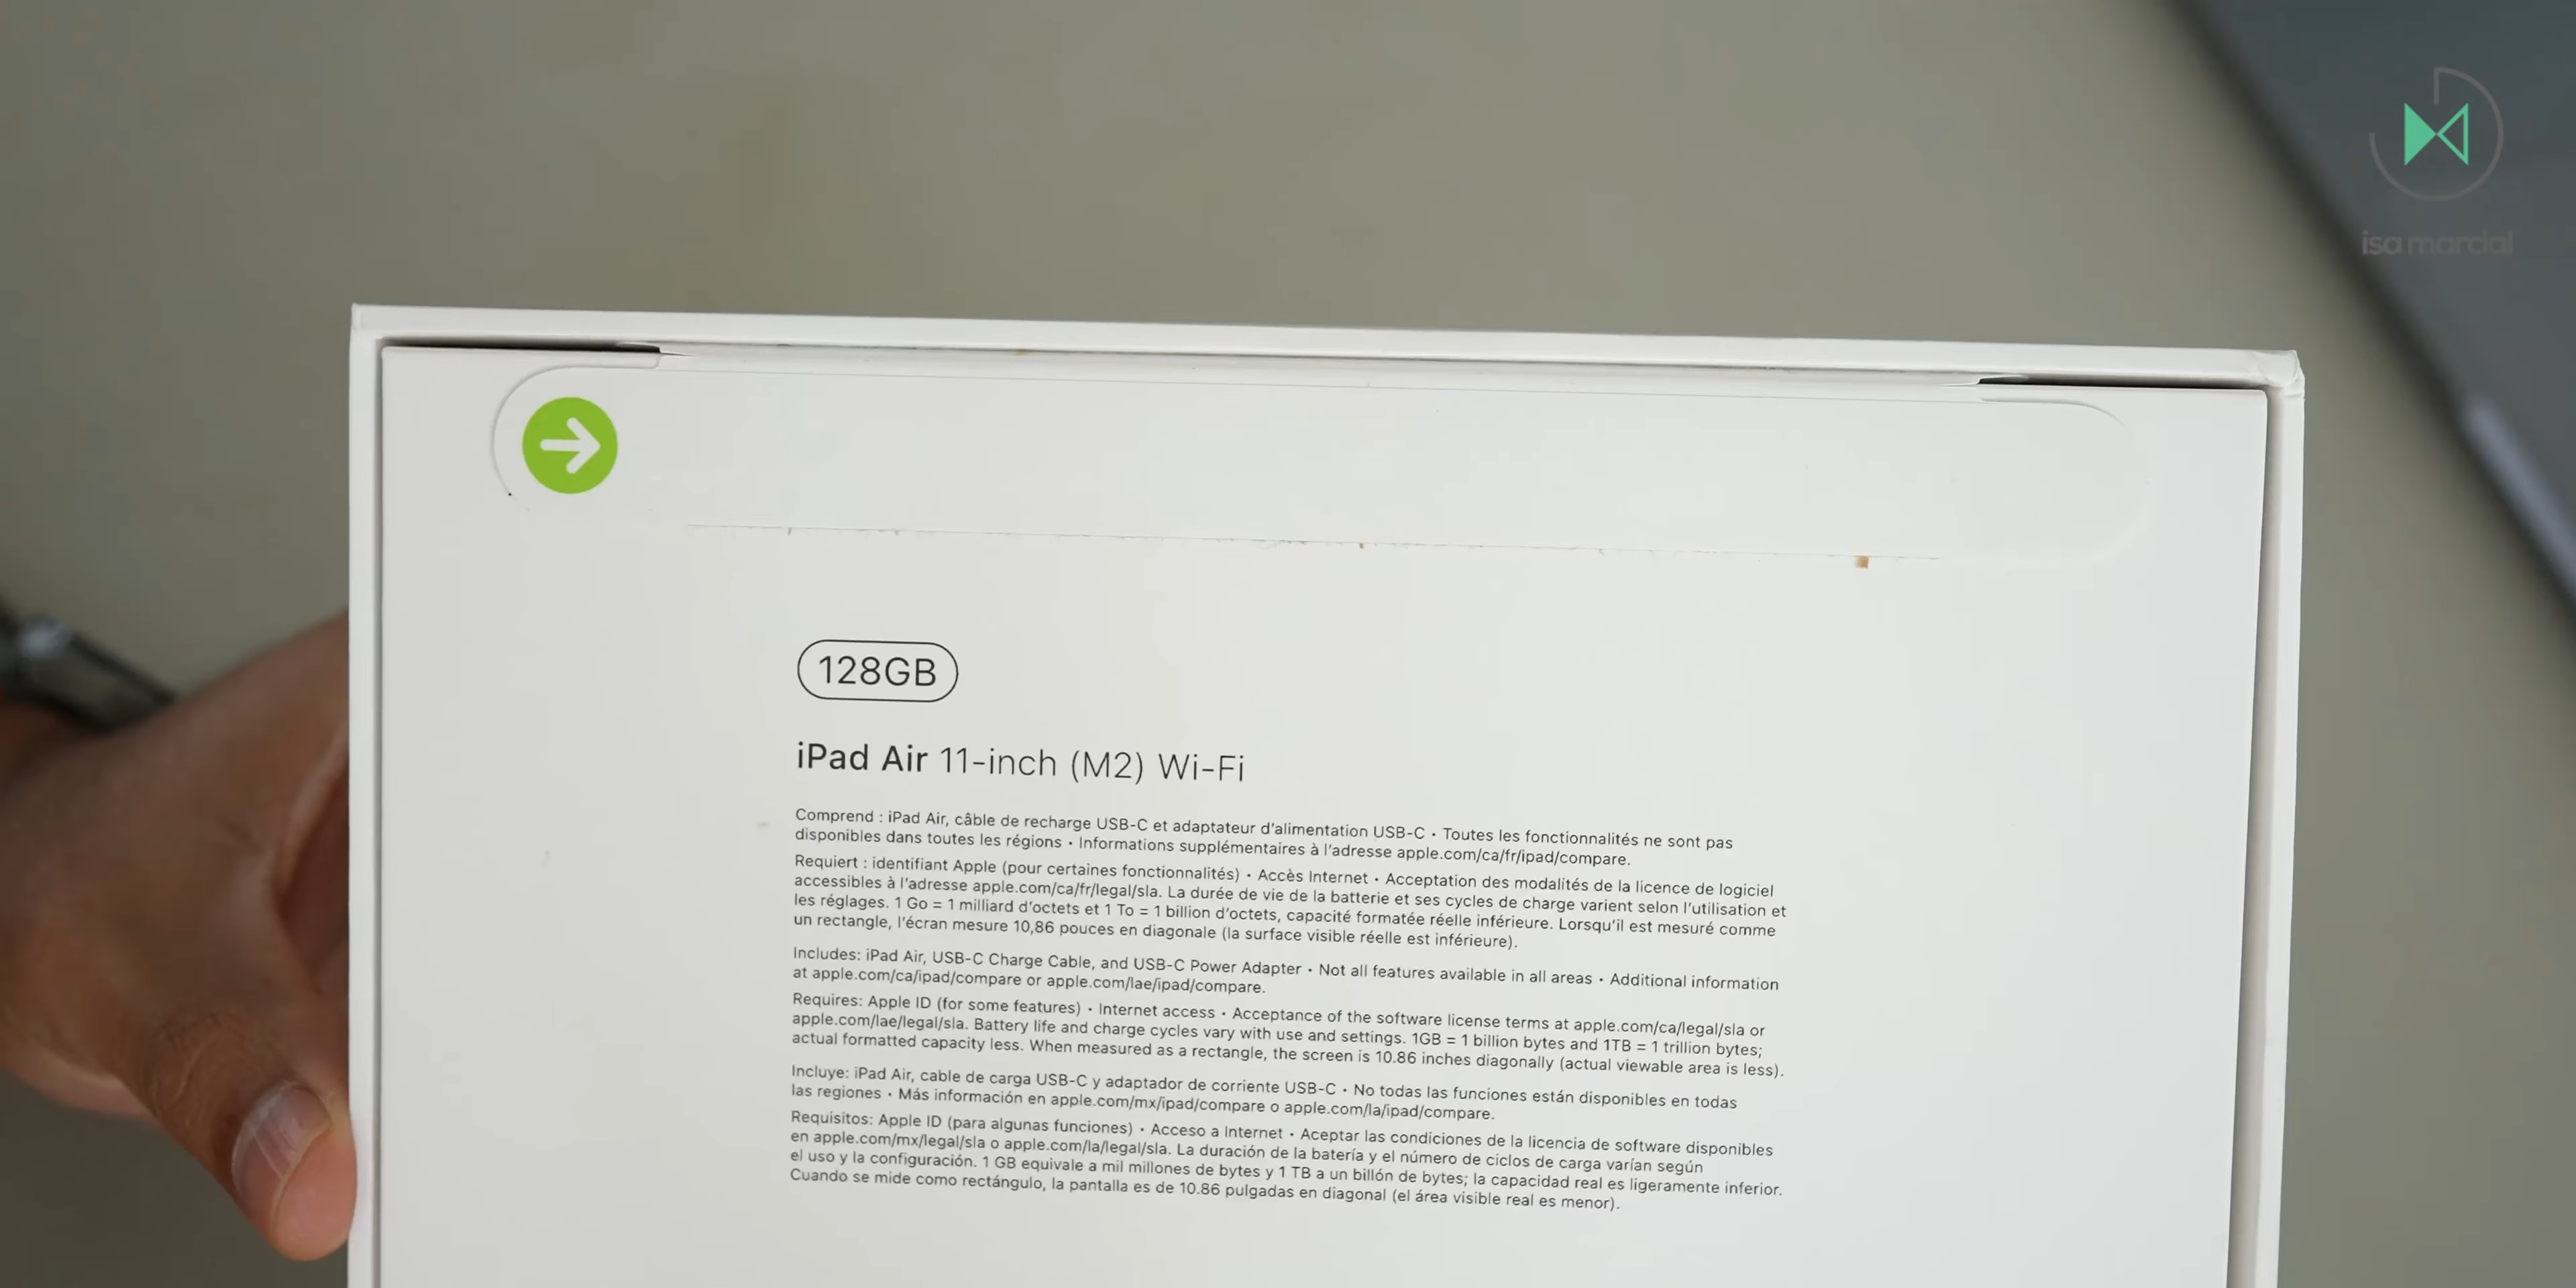 isa marcial
128GB
iPad Air 11-inch (M2) Wi-Fi
Comprend : iPad Air, câble de recharge USB-C et adaptateur d’alimentation USB-C • Toutes les fonctionnalités ne sont pas
disponibles dans toutes les régions • Informations supplémentaires à l’adresse apple.com/ca/fr/ipad/compare.
Requiert : identifiant Apple (pour certaines fonctionnalités) • Accès Internet • Acceptation des modalités de la licence de logiciel
accessibles à l’adresse apple.com/ca/fr/legal/sla. La durée de vie de la batterie et ses cycles de charge varient selon l’utilisation et
les réglages. 1 Go = 1 milliard d’octets et 1 To = 1 billion d’octets, capacité formatée réelle inférieure. Lorsqu’il est mesuré comme
un rectangle, l’écran mesure 10,86 pouces en diagonale (la surface visible réelle est inférieure).
Includes: iPad Air, USB-C Charge Cable, and USB-C Power Adapter • Not all features available in all areas • Additional information
at apple.com/ca/ipad/compare or apple.com/lae/ipad/compare.
Requires: Apple ID (for some features) • Internet access • Acceptance of the software license terms at apple.com/ca/legal/sla or
apple.com/lae/legal/sla. Battery life and charge cycles vary with use and settings. 1GB = 1 billion bytes and 1TB = 1 trillion bytes;
actual formatted capacity less. When measured as a rectangle, the screen is 10.86 inches diagonally (actual viewable area is less).
Incluye: iPad Air, cable de carga USB-C y adaptador de corriente USB-C • No todas las funciones están disponibles en todas
las regiones • Más información en apple.com/mx/ipad/compare o apple.com/la/ipad/compare.
Requisitos: Apple ID (para algunas funciones) • Acceso a Internet • Aceptar las condiciones de la licencia de software disponibles
en apple.com/mx/legal/sla o apple.com/la/legal/sla. La duración de la batería y el número de ciclos de carga varían según
el uso y la configuración. 1 GB equivale a mil millones de bytes y 1 TB a un billón de bytes; la capacidad real es ligeramente inferior.
Cuando se mide como rectángulo, la pantalla es de 10.86 pulgadas en diagonal (el área visible real es menor).